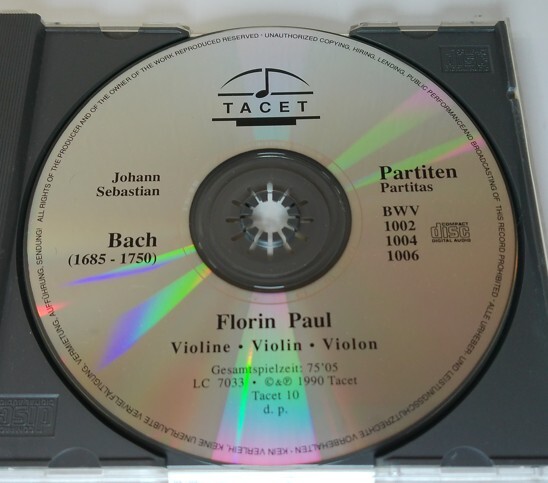 ALL RIGHTS OF THE PRODUCER AND OF THE OWNER OF THE WORK REPRODUCED RESERVED · UNAUTHORIZED COPYING, HIRING, LENDING, PUBLIC PERFORMANCE AND BROADCASTING OF THIS RECORD PROHIBITED · ALLE URHEBER- UND LEISTUNGSSCHUTZRECHTE VORBEHALTEN · KEIN VERLEIH, KEINE UNERLAUBTE VERVIELFÄLTIGUNG, VERMIETUNG, AUFFÜHRUNG, SENDUNG!
TACET
Johann
Sebastian
Bach
(1685 - 1750)
Partiten
Partitas
BWV
1002
1004
1006
COMPACT
disc
DIGITAL AUDIO
Florin Paul
Violine · Violin · Violon
Gesamtspielzeit: 75'05
LC 7033 · ©&℗ 1990 Tacet
Tacet 10
d. p.